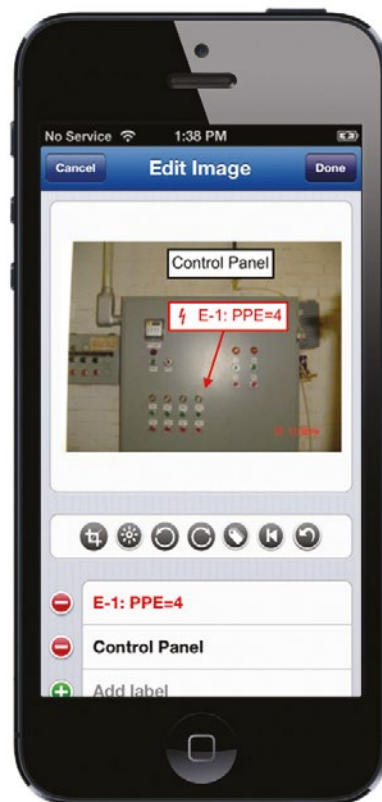 No Service 1:38 PM
Cancel Edit Image Done
Control Panel
E-1: PPE=4
E-1: PPE=4
Control Panel
Add label